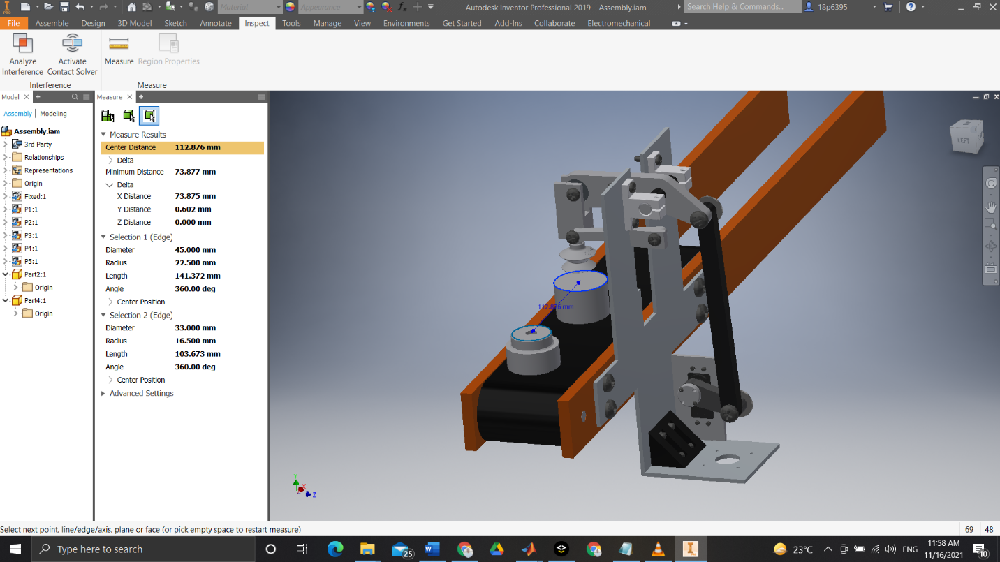 PRO
Material
Appearance
Autodesk Inventor Professional 2019 Assembly.iam
Search Help & Commands...
18p6395
File Assemble Design 3D Model Sketch Annotate Inspect Tools Manage View Environments Get Started Add-Ins Collaborate Electromechanical
Analyze Interference
Activate Contact Solver
Measure
Region Properties
Interference
Measure
Model
Assembly | Modeling
Assembly.iam
3rd Party
Relationships
Representations
Origin
Fixed:1
P1:1
P2:1
P3:1
P4:1
P5:1
Part2:1
Origin
Part4:1
Origin
Measure
Measure Results
Center Distance 112.876 mm
Delta
Minimum Distance 73.877 mm
Delta
X Distance 73.875 mm
Y Distance 0.602 mm
Z Distance 0.000 mm
Selection 1 (Edge)
Diameter 45.000 mm
Radius 22.500 mm
Length 141.372 mm
Angle 360.00 deg
Center Position
Selection 2 (Edge)
Diameter 33.000 mm
Radius 16.500 mm
Length 103.673 mm
Angle 360.00 deg
Center Position
Advanced Settings
LEFT
112.876 mm
Y
X
Z
Select next point, line/edge/axis, plane or face (or pick empty space to restart measure)
69 48
Type here to search
25
23°C
ENG
11:58 AM
11/16/2021
10